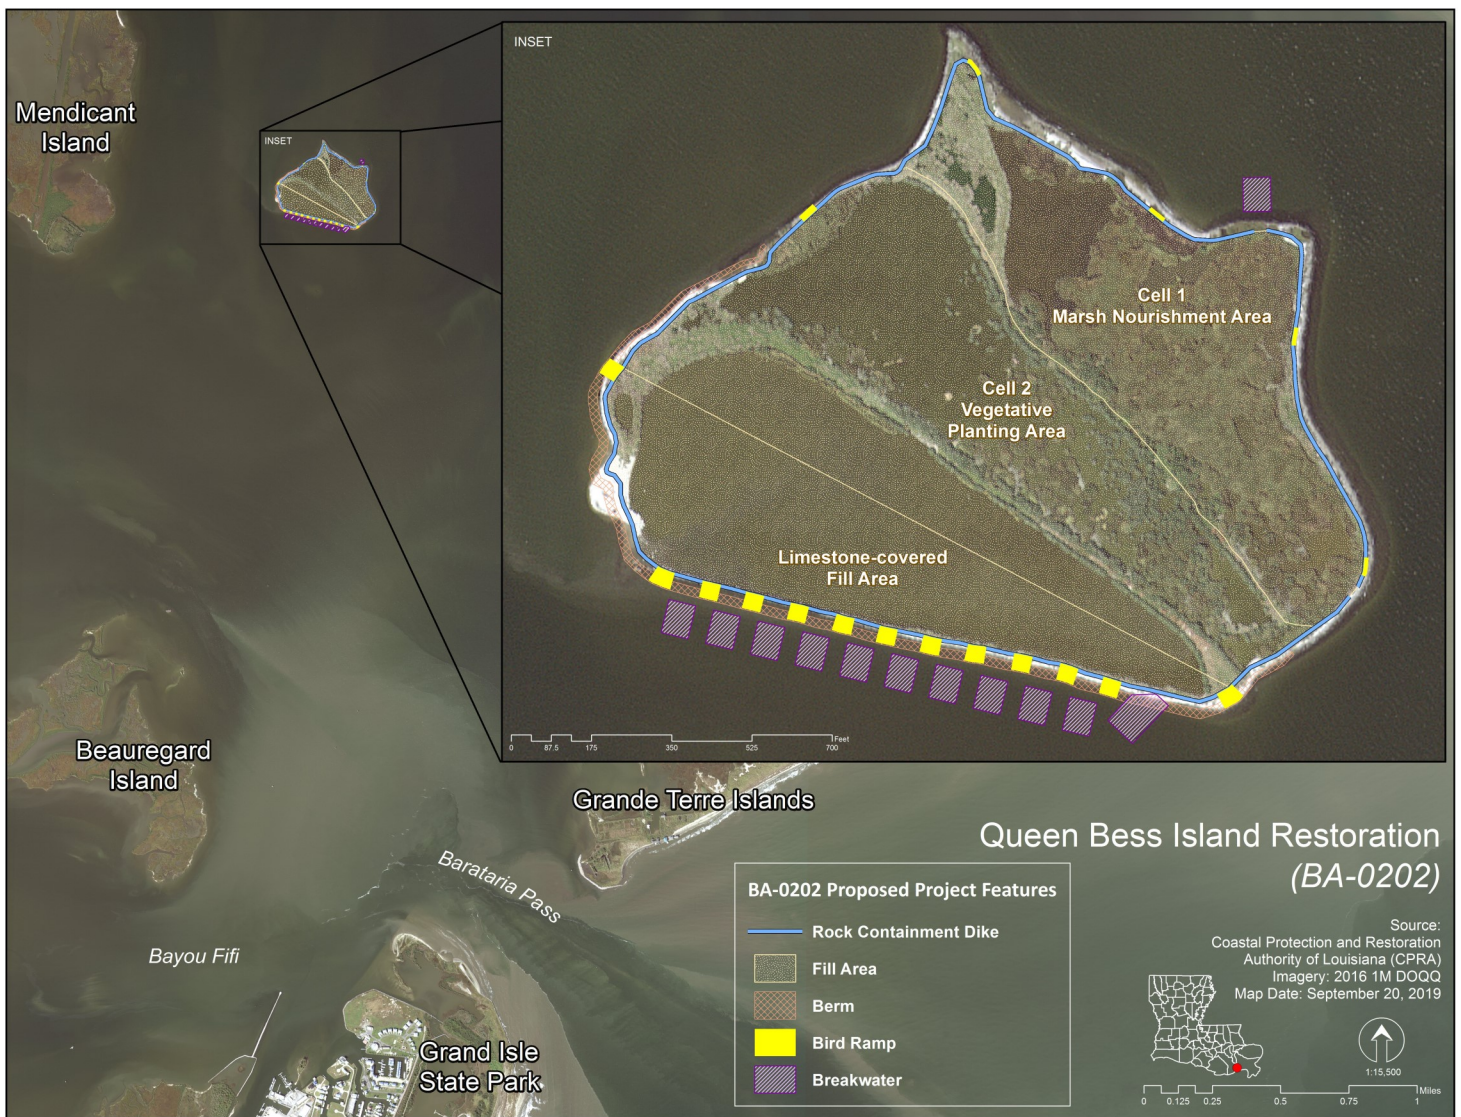 INSET
Mendicant
Island
INSET
Cell 1
Marsh Nourishment Area
Cell 2
Vegetative
Planting Area
Limestone-covered
Fill Area
Feet
0 87.5 175 350 525 700
Beauregard
Island
Grande Terre Islands
Barataria Pass
Bayou Fifi
Grand Isle
State Park
Queen Bess Island Restoration
(BA-0202)
BA-0202 Proposed Project Features
Rock Containment Dike
Fill Area
Berm
Bird Ramp
Breakwater
Source:
Coastal Protection and Restoration
Authority of Louisiana (CPRA)
Imagery: 2016 1M DOQQ
Map Date: September 20, 2019
1:15,500
Miles
0 0.125 0.25 0.5 0.75 1